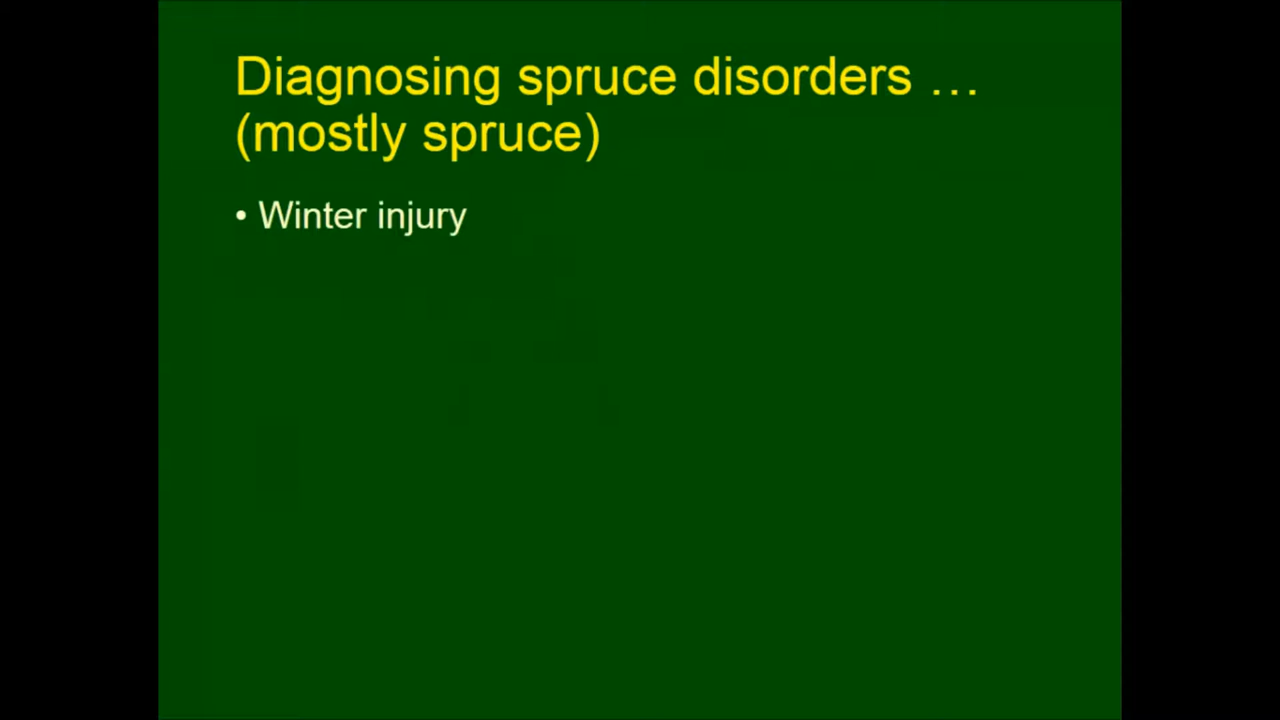 Diagnosing spruce disorders …
(mostly spruce)
• Winter injury